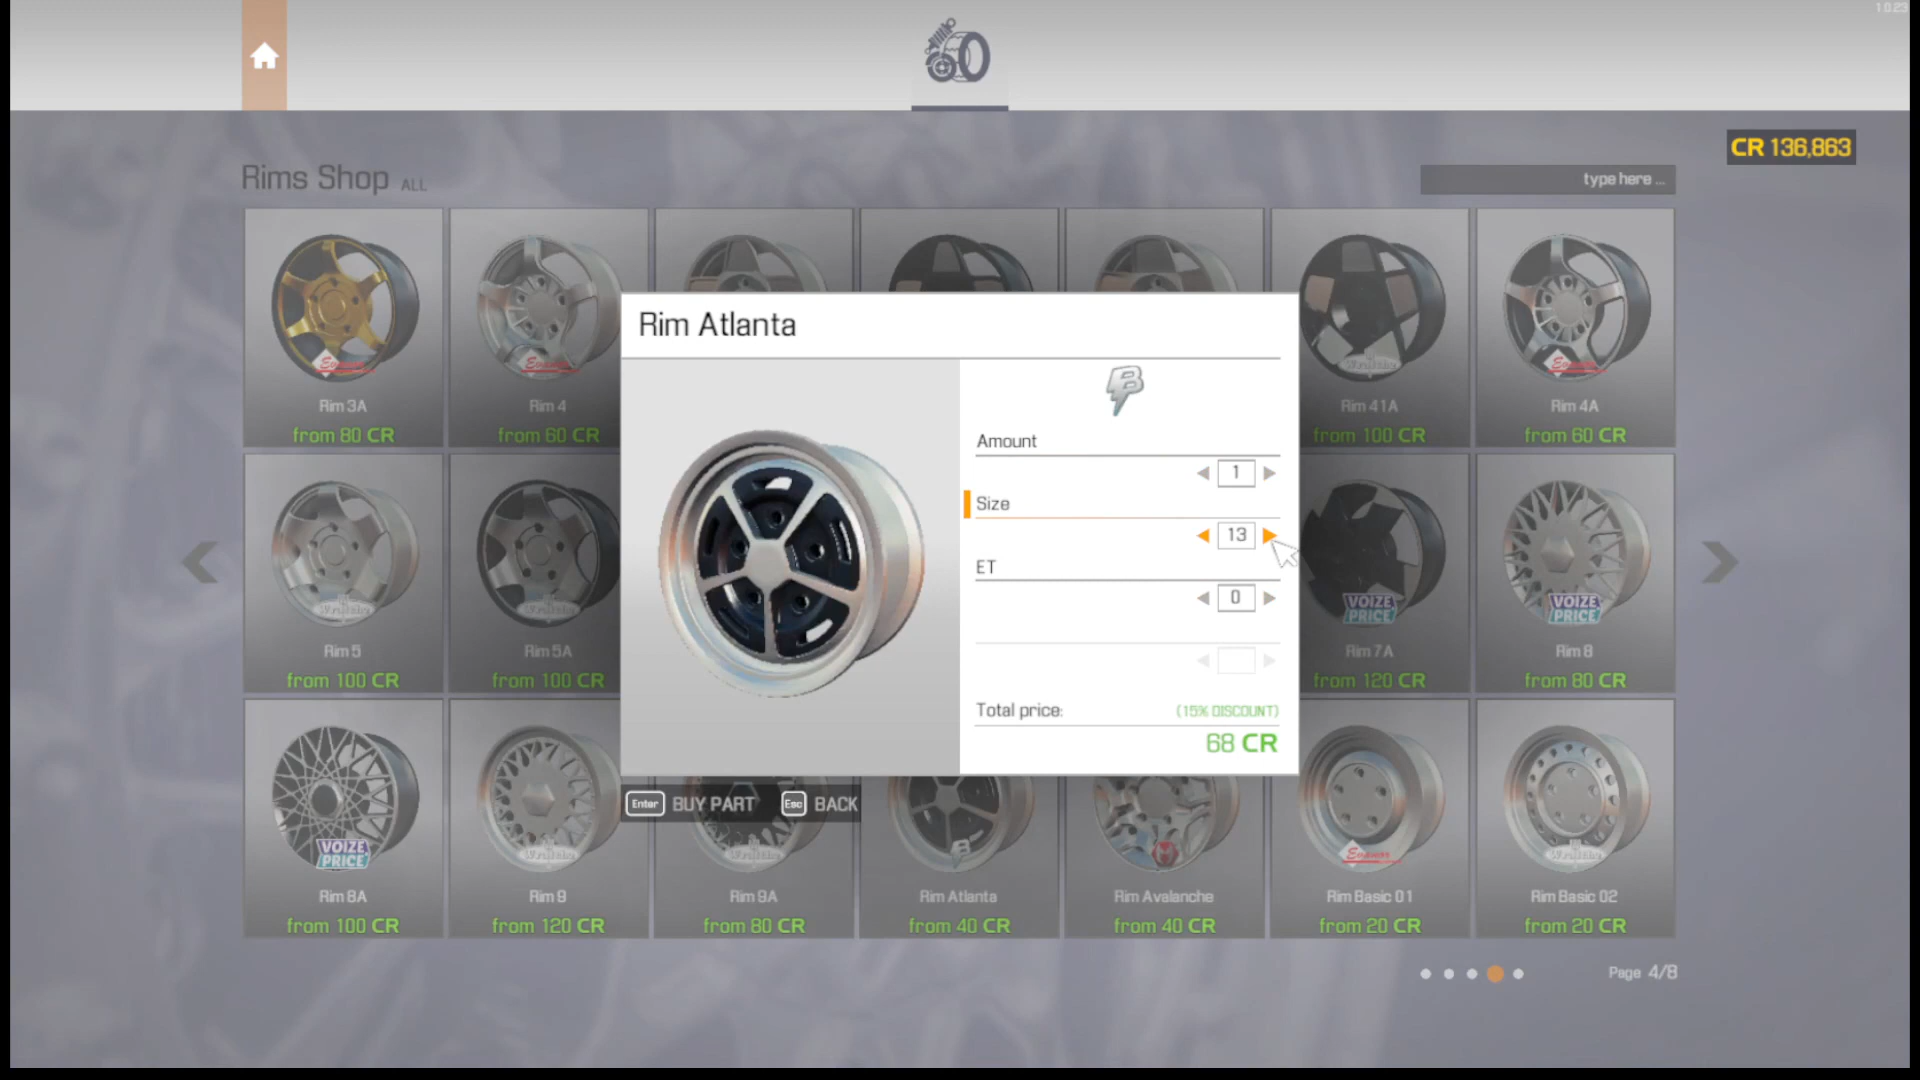 1.0.23
CR 136,863
Rims Shop ALL
type here ...
Rim Atlanta
B
Amount
1
Size
13
ET
0
Total price:
(15% DISCOUNT)
68 CR
Enter BUY PART Esc BACK
Rim 3A
from 80 CR
Rim 4
from 60 CR
Rim 41A
from 100 CR
Rim 4A
from 60 CR
Rim 5
from 100 CR
Rim 5A
from 100 CR
VOIZE PRICE
Rim 7A
from 120 CR
VOIZE PRICE
Rim 8
from 80 CR
VOIZE PRICE
Rim 8A
from 100 CR
Rim 9
from 120 CR
Rim 9A
from 80 CR
B
Rim Atlanta
from 40 CR
Rim Avalanche
from 40 CR
Rim Basic 01
from 20 CR
Rim Basic 02
from 20 CR
Page 4/8